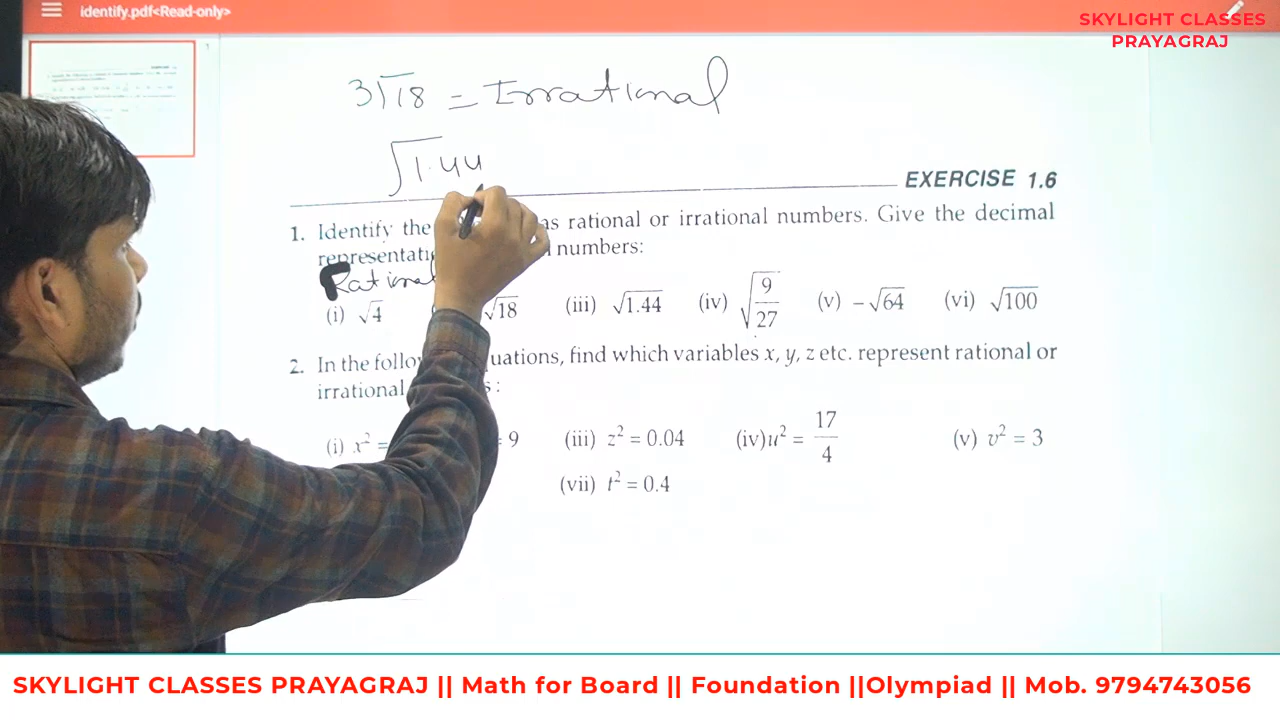 identify.pdf<Read-only>
SKYLIGHT CLASSES
PRAYAGRAJ
3√18 = Irrational
√1.44
EXERCISE 1.6
1. Identify the as rational or irrational numbers. Give the decimal
numbers:
Rational
(i) √4 √18 (iii) √1.44 (iv) √9/27 (v) −√64 (vi) √100
2. In the find which variables x, y, z etc. represent rational or
irrational :
(i) x² = = 9 (iii) z² = 0.04 (iv) u² = 17/4 (v) v² = 3
(vii) t² = 0.4
SKYLIGHT CLASSES PRAYAGRAJ || Math for Board || Foundation ||Olympiad || Mob. 9794743056